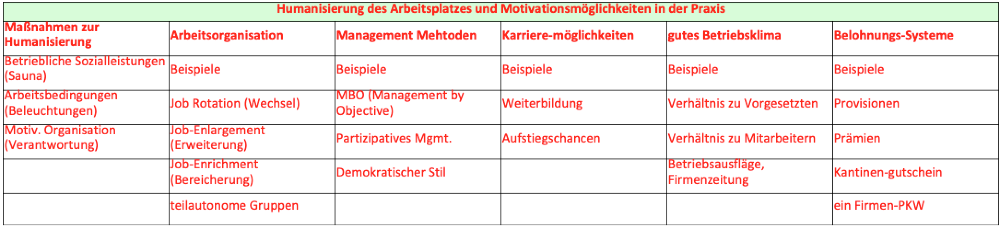 Humanisierung des Arbeitsplatzes und Motivationsmöglichkeiten in der Praxis
Maßnahmen zur
Humanisierung
Arbeitsorganisation
Management Mehtoden
Karriere-möglichkeiten
gutes Betriebsklima
Belohnungs-Systeme
Betriebliche Sozialleistungen
(Sauna)
Beispiele
Beispiele
Beispiele
Beispiele
Beispiele
Arbeitsbedingungen
(Beleuchtungen)
Job Rotation (Wechsel)
MBO (Management by
Objective)
Weiterbildung
Verhältnis zu Vorgesetzten
Provisionen
Motiv. Organisation
(Verantwortung)
Job-Enlargement
(Erweiterung)
Partizipatives Mgmt.
Aufstiegschancen
Verhältnis zu Mitarbeitern
Prämien
Job-Enrichment
(Bereicherung)
Demokratischer Stil
Betriebsausfläge,
Firmenzeitung
Kantinen-gutschein
teilautonome Gruppen
ein Firmen-PKW